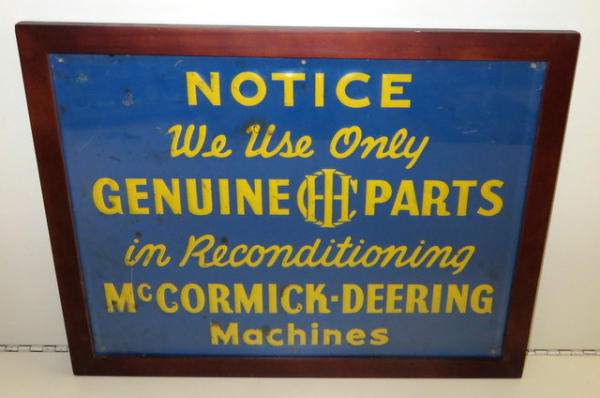 NOTICE
We Use Only
GENUINE IHC PARTS
in Reconditioning
McCORMICK-DEERING
Machines